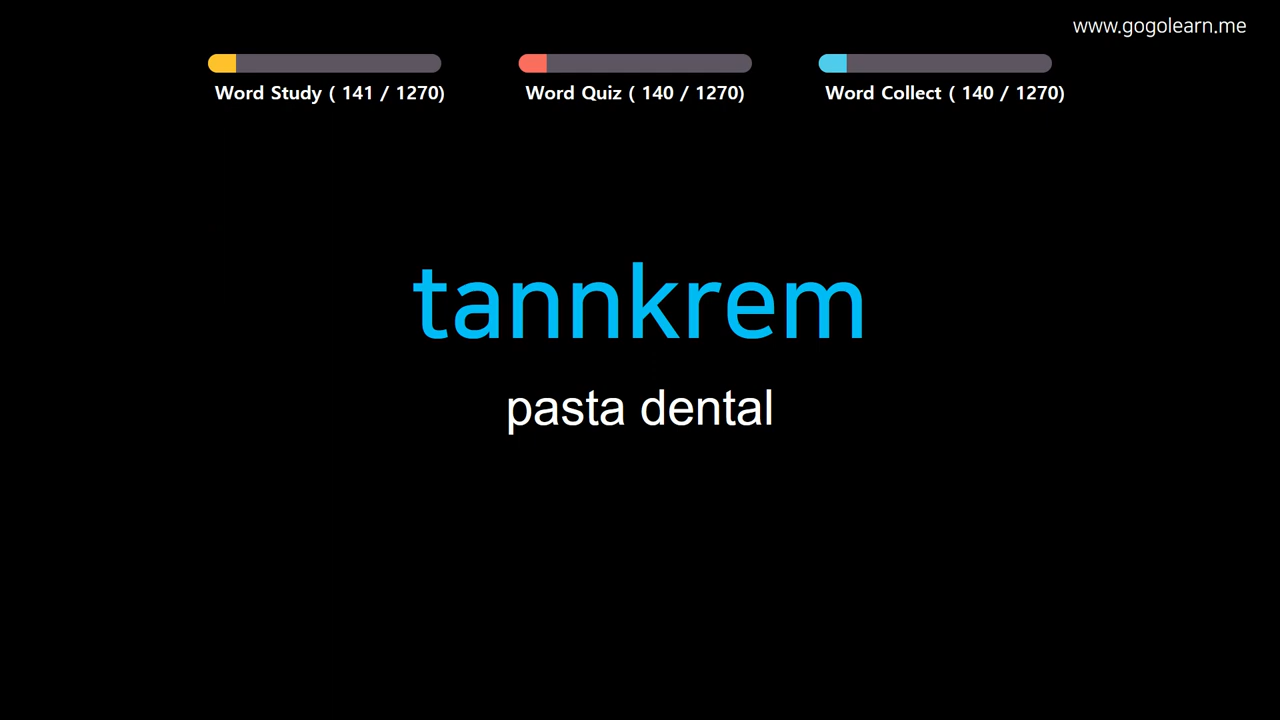 www.gogolearn.me
Word Study ( 141 / 1270)
Word Quiz ( 140 / 1270)
Word Collect ( 140 / 1270)
tannkrem
pasta dental